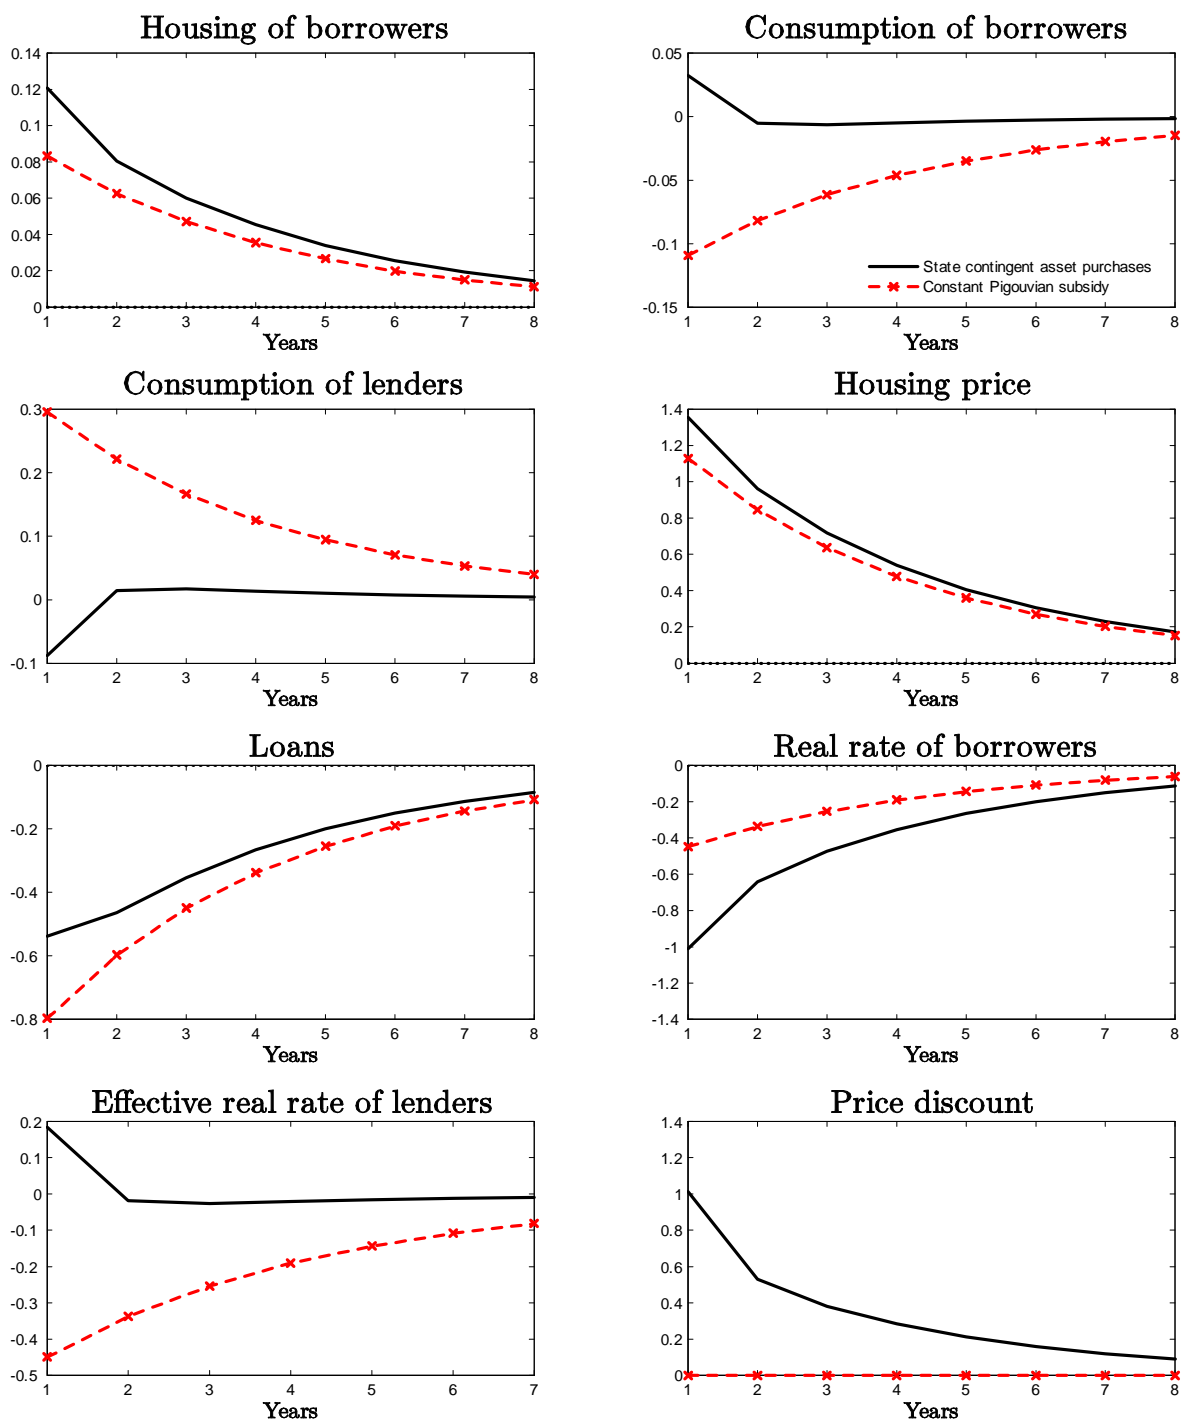 Housing of borrowers
0.14
0.12
0.1
0.08
0.06
0.04
0.02
0
1 2 3 4 5 6 7 8
Years
Consumption of borrowers
0.05
0
-0.05
-0.1
-0.15
State contingent asset purchases
Constant Pigouvian subsidy
1 2 3 4 5 6 7 8
Years
Consumption of lenders
0.3
0.2
0.1
0
-0.1
1 2 3 4 5 6 7 8
Years
Housing price
1.4
1.2
1
0.8
0.6
0.4
0.2
0
1 2 3 4 5 6 7 8
Years
Loans
0
-0.2
-0.4
-0.6
-0.8
1 2 3 4 5 6 7 8
Years
Real rate of borrowers
0
-0.2
-0.4
-0.6
-0.8
-1
-1.2
-1.4
1 2 3 4 5 6 7 8
Years
Effective real rate of lenders
0.2
0.1
0
-0.1
-0.2
-0.3
-0.4
-0.5
1 2 3 4 5 6 7
Years
Price discount
1.4
1.2
1
0.8
0.6
0.4
0.2
0
1 2 3 4 5 6 7 8
Years